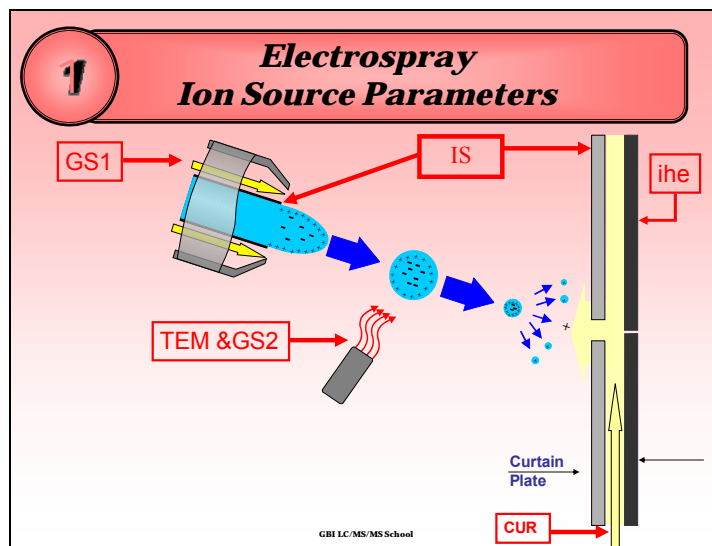 1
Electrospray
Ion Source Parameters
GS1
IS
ihe
TEM &GS2
Curtain
Plate
CUR
GBI LC/MS/MS School